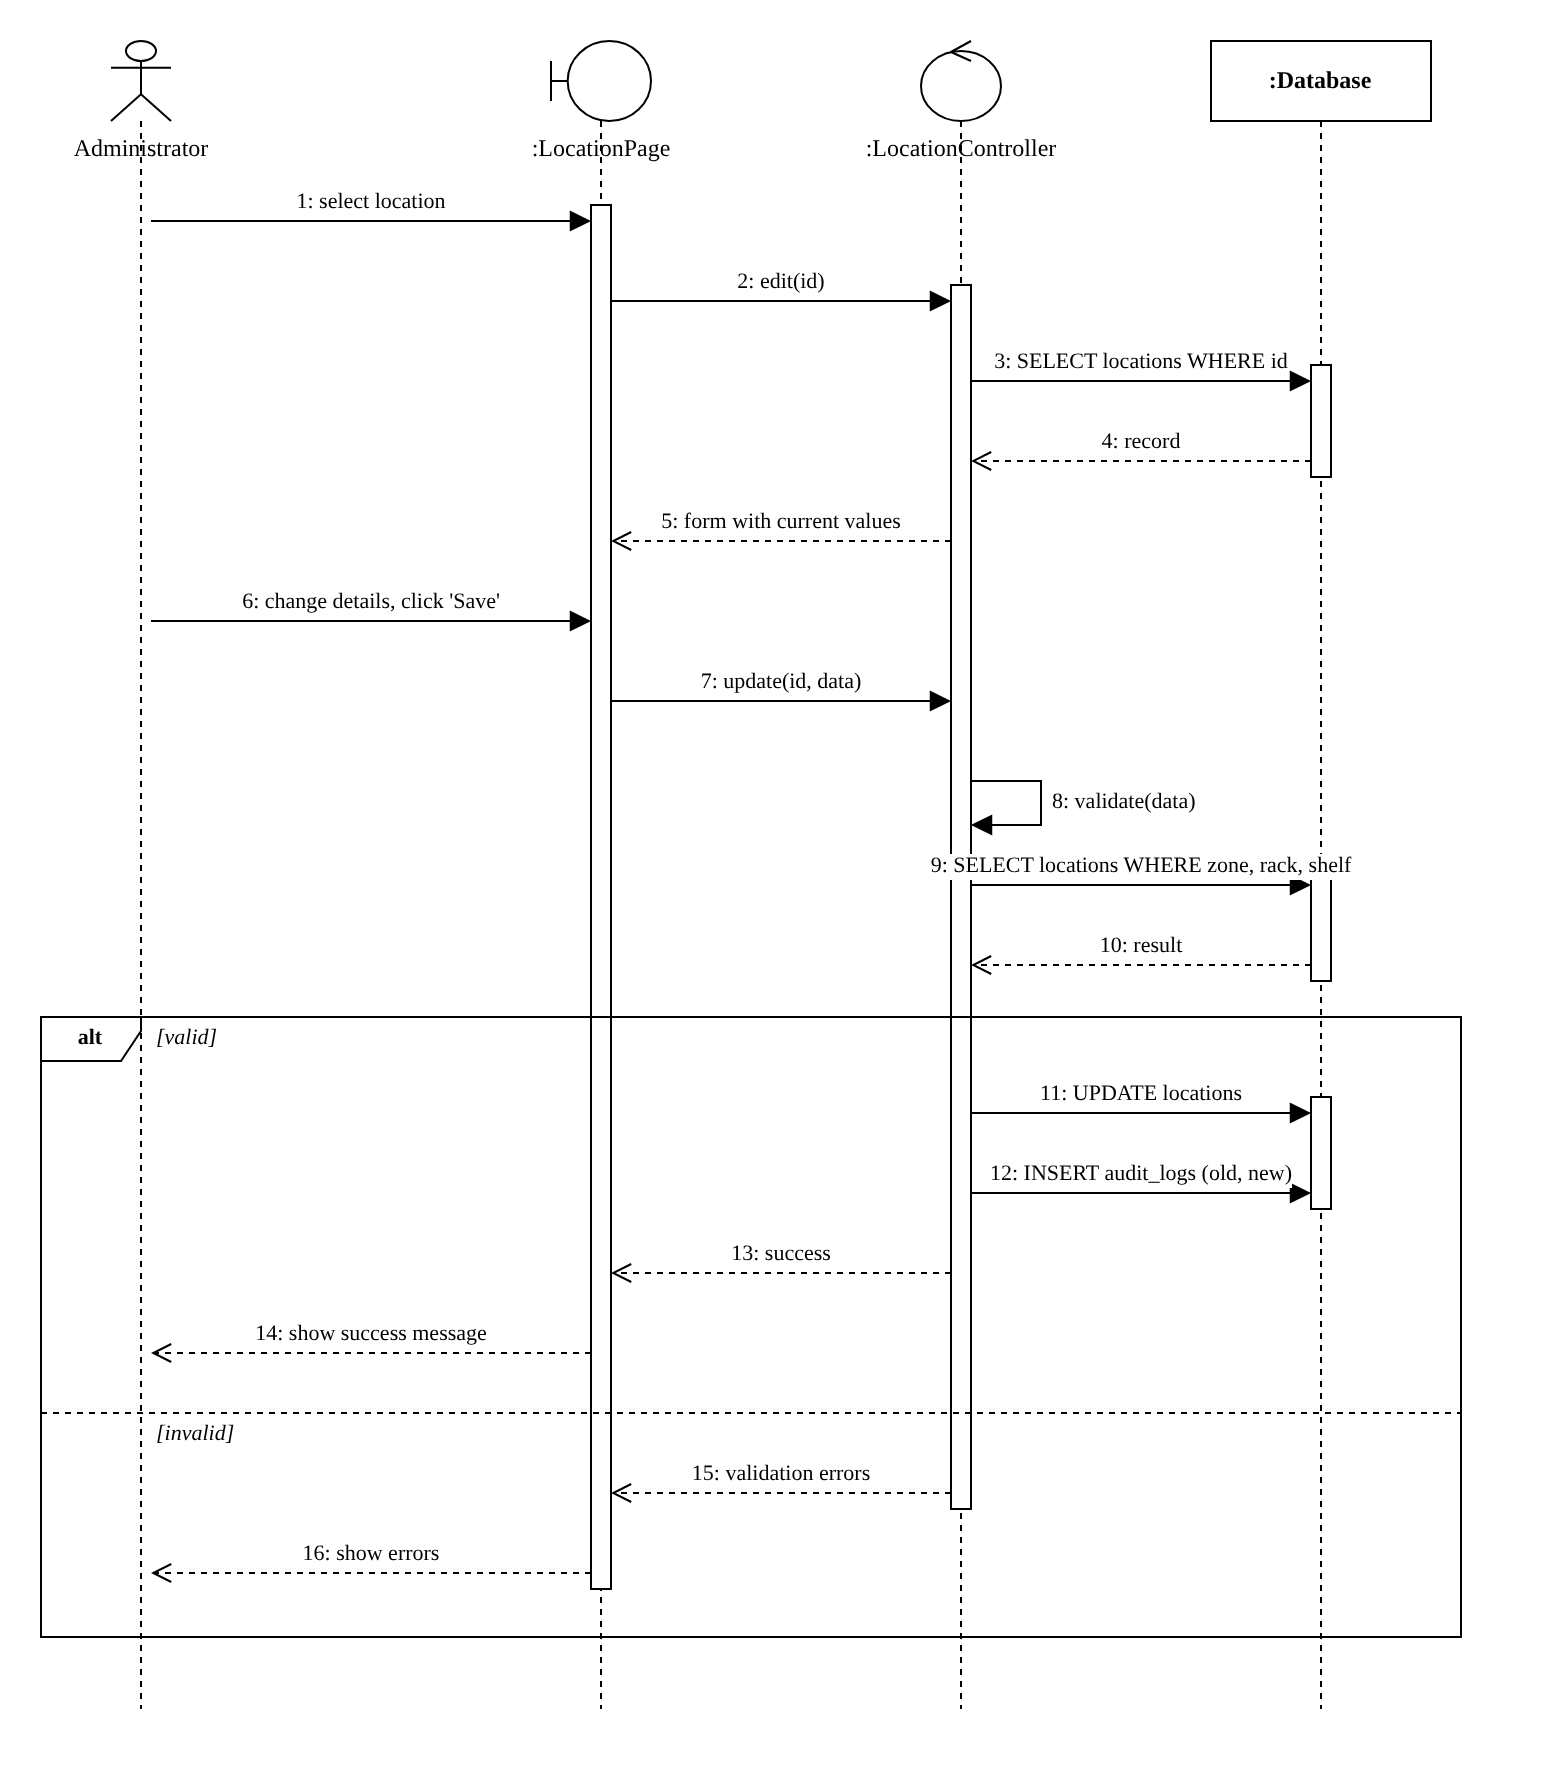 Administrator
:LocationPage
:LocationController
:Database
1: select location
2: edit(id)
3: SELECT locations WHERE id
4: record
5: form with current values
6: change details, click 'Save'
7: update(id, data)
8: validate(data)
9: SELECT locations WHERE zone, rack, shelf
10: result
alt [valid]
11: UPDATE locations
12: INSERT audit_logs (old, new)
13: success
14: show success message
[invalid]
15: validation errors
16: show errors